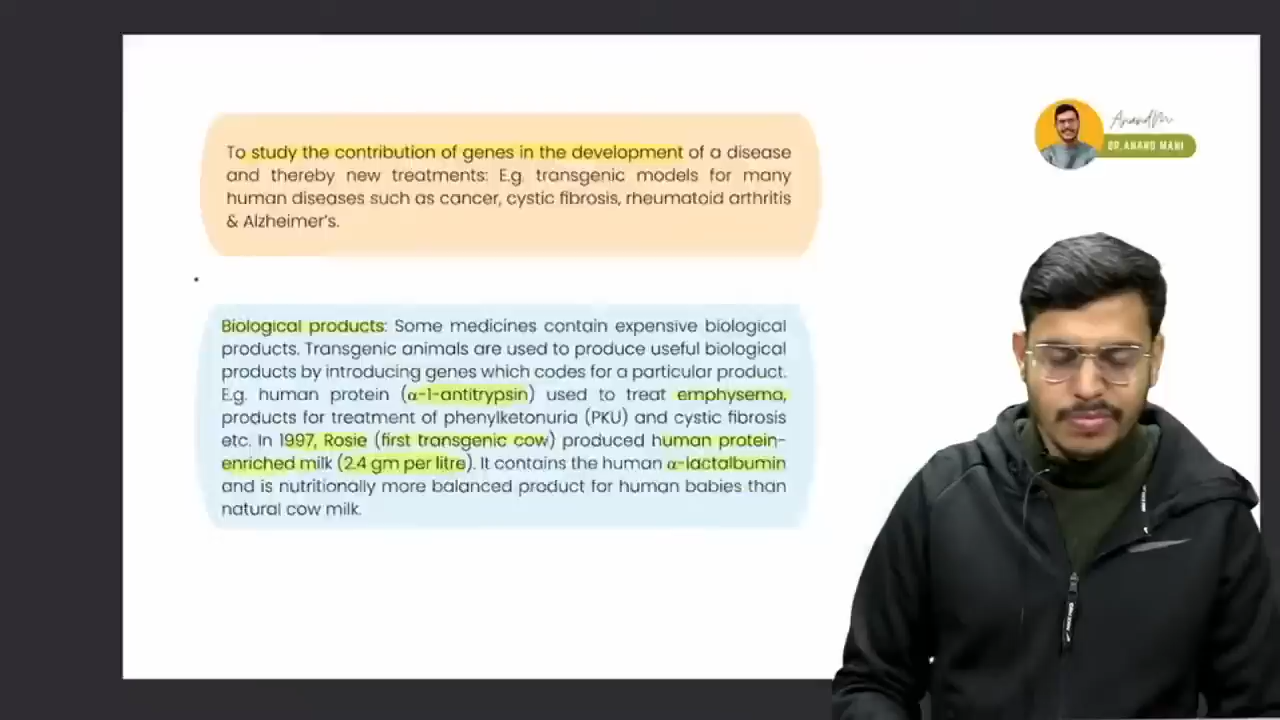 To study the contribution of genes in the development of a disease
and thereby new treatments: E.g. transgenic models for many
human diseases such as cancer, cystic fibrosis, rheumatoid arthritis
& Alzheimer's.
AnandM
DR.ANAND MANI
Biological products: Some medicines contain expensive biological
products. Transgenic animals are used to produce useful biological
products by introducing genes which codes for a particular product.
E.g. human protein (α-1-antitrypsin) used to treat emphysema,
products for treatment of phenylketonuria (PKU) and cystic fibrosis
etc. In 1997, Rosie (first transgenic cow) produced human protein-
enriched milk (2.4 gm per litre). It contains the human α-lactalbumin
and is nutritionally more balanced product for human babies than
natural cow milk.